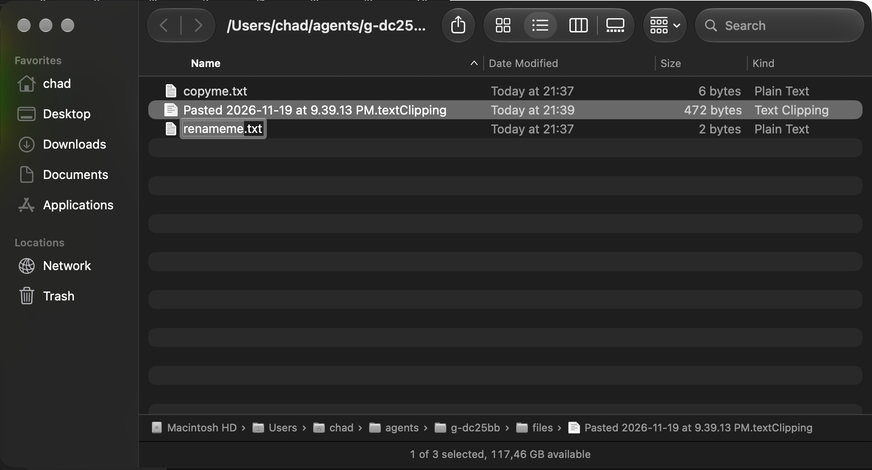 /Users/chad/agents/g-dc25...
Search
Favorites
chad
Desktop
Downloads
Documents
Applications
Locations
Network
Trash
Name Date Modified Size Kind
copyme.txt Today at 21:37 6 bytes Plain Text
Pasted 2026-11-19 at 9.39.13 PM.textClipping Today at 21:39 472 bytes Text Clipping
renameme.txt Today at 21:37 2 bytes Plain Text
Macintosh HD › Users › chad › agents › g-dc25bb › files › Pasted 2026-11-19 at 9.39.13 PM.textClipping
1 of 3 selected, 117,46 GB available